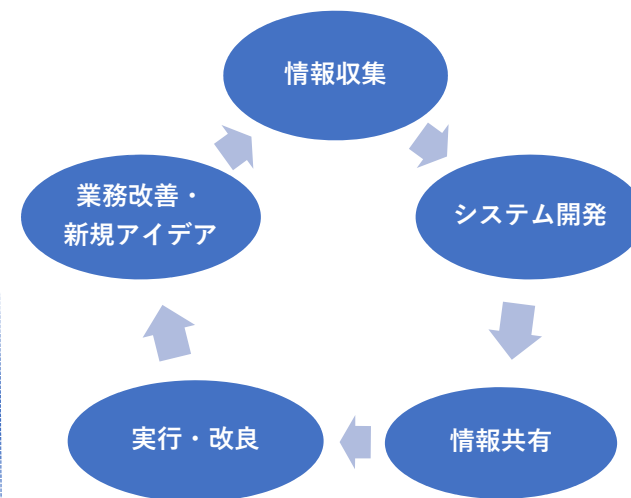 情報収集
システム開発
情報共有
実行・改良
業務改善・
新規アイデア